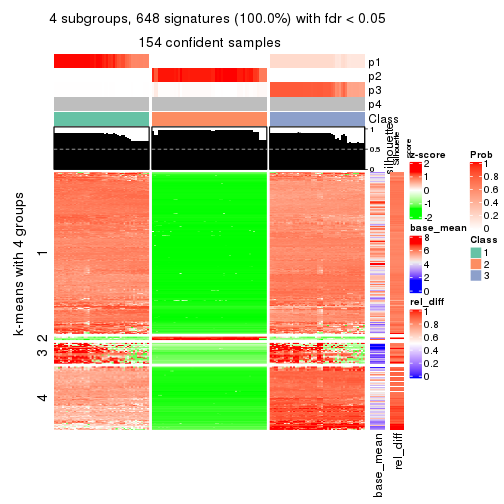 4 subgroups, 648 signatures (100.0%) with fdr < 0.05
154 confident samples
p1
p2
p3
p4
Class
1
0.5
0
silhouette
Silhouette
score
k-means with 4 groups
1
2
3
4
base_mean
rel_diff
z-score
2
1
0
-1
-2
base_mean
8
6
4
2
0
rel_diff
1
0.8
0.6
0.4
0.2
0
Prob
1
0.8
0.6
0.4
0.2
0
Class
1
2
3